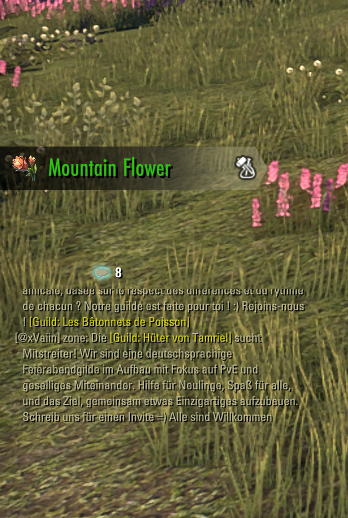 Mountain Flower
8
amicale, basée sur le respect des différences et du rythme
de chacun ? Notre guilde est faite pour toi ! :) Rejoins-nous
! [Guild: Les Bâtonnets de Poisson]
[@xVaiin] zone: Die [Guild: Hüter von Tamriel] sucht
Mitstreiter! Wir sind eine deutschsprachige
Feierabendgilde im Aufbau mit Fokus auf PvE und
geselliges Miteinander. Hilfe für Neulinge, Spaß für alle,
und das Ziel, gemeinsam etwas Einzigartiges aufzubauen.
Schreib uns für einen Invite =) Alle sind Willkommen